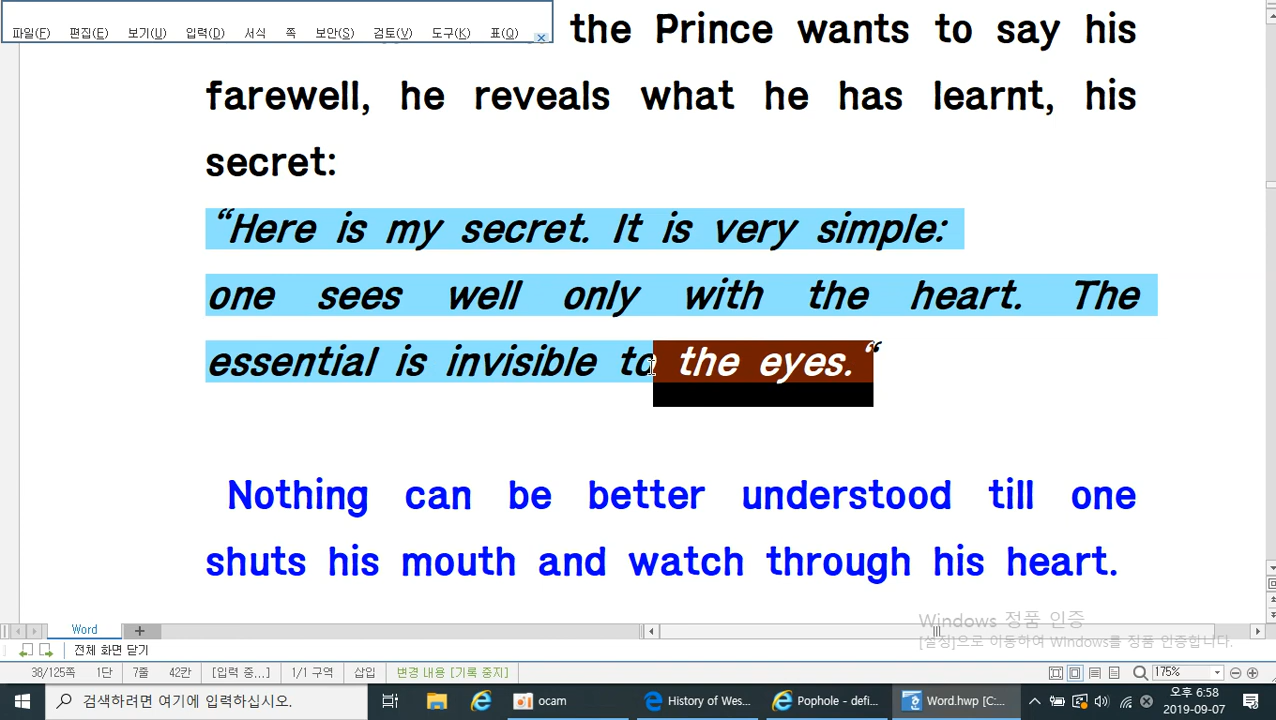 파일(F) 편집(E) 보기(U) 입력(D) 서식 쪽 보안(S) 검토(V) 도구(K) 표(Q)
the Prince wants to say his
farewell, he reveals what he has learnt, his
secret:
“Here is my secret. It is very simple:
one sees well only with the heart. The
essential is invisible to the eyes.“
Nothing can be better understood till one
shuts his mouth and watch through his heart.
Windows 정품 인증
[설정]으로 이동하여 Windows를 정품 인증합니다.
Word
전체 화면 닫기
38/125쪽 1단 7줄 42칸 [입력 중...] 1/1 구역 삽입 변경 내용 [기록 중지] 175%
검색하려면 여기에 입력하십시오. ocam History of Wes... Pophole - defi... Word.hwp [C:... 오후 6:58
2019-09-07